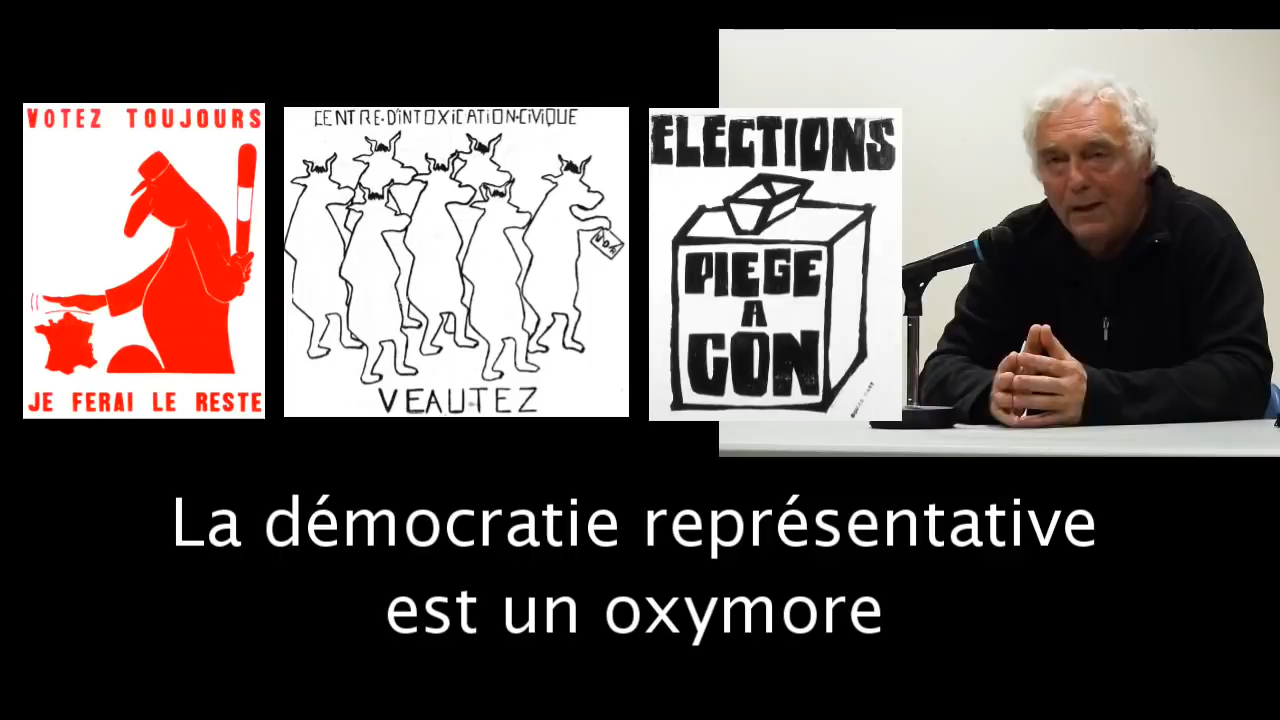 VOTEZ TOUJOURS
JE FERAI LE RESTE
CENTRE.D'INTOXICATION.CIVIQUE
VEAUTEZ
ELECTIONS
PIEGE
A
CON
La démocratie représentative
est un oxymore